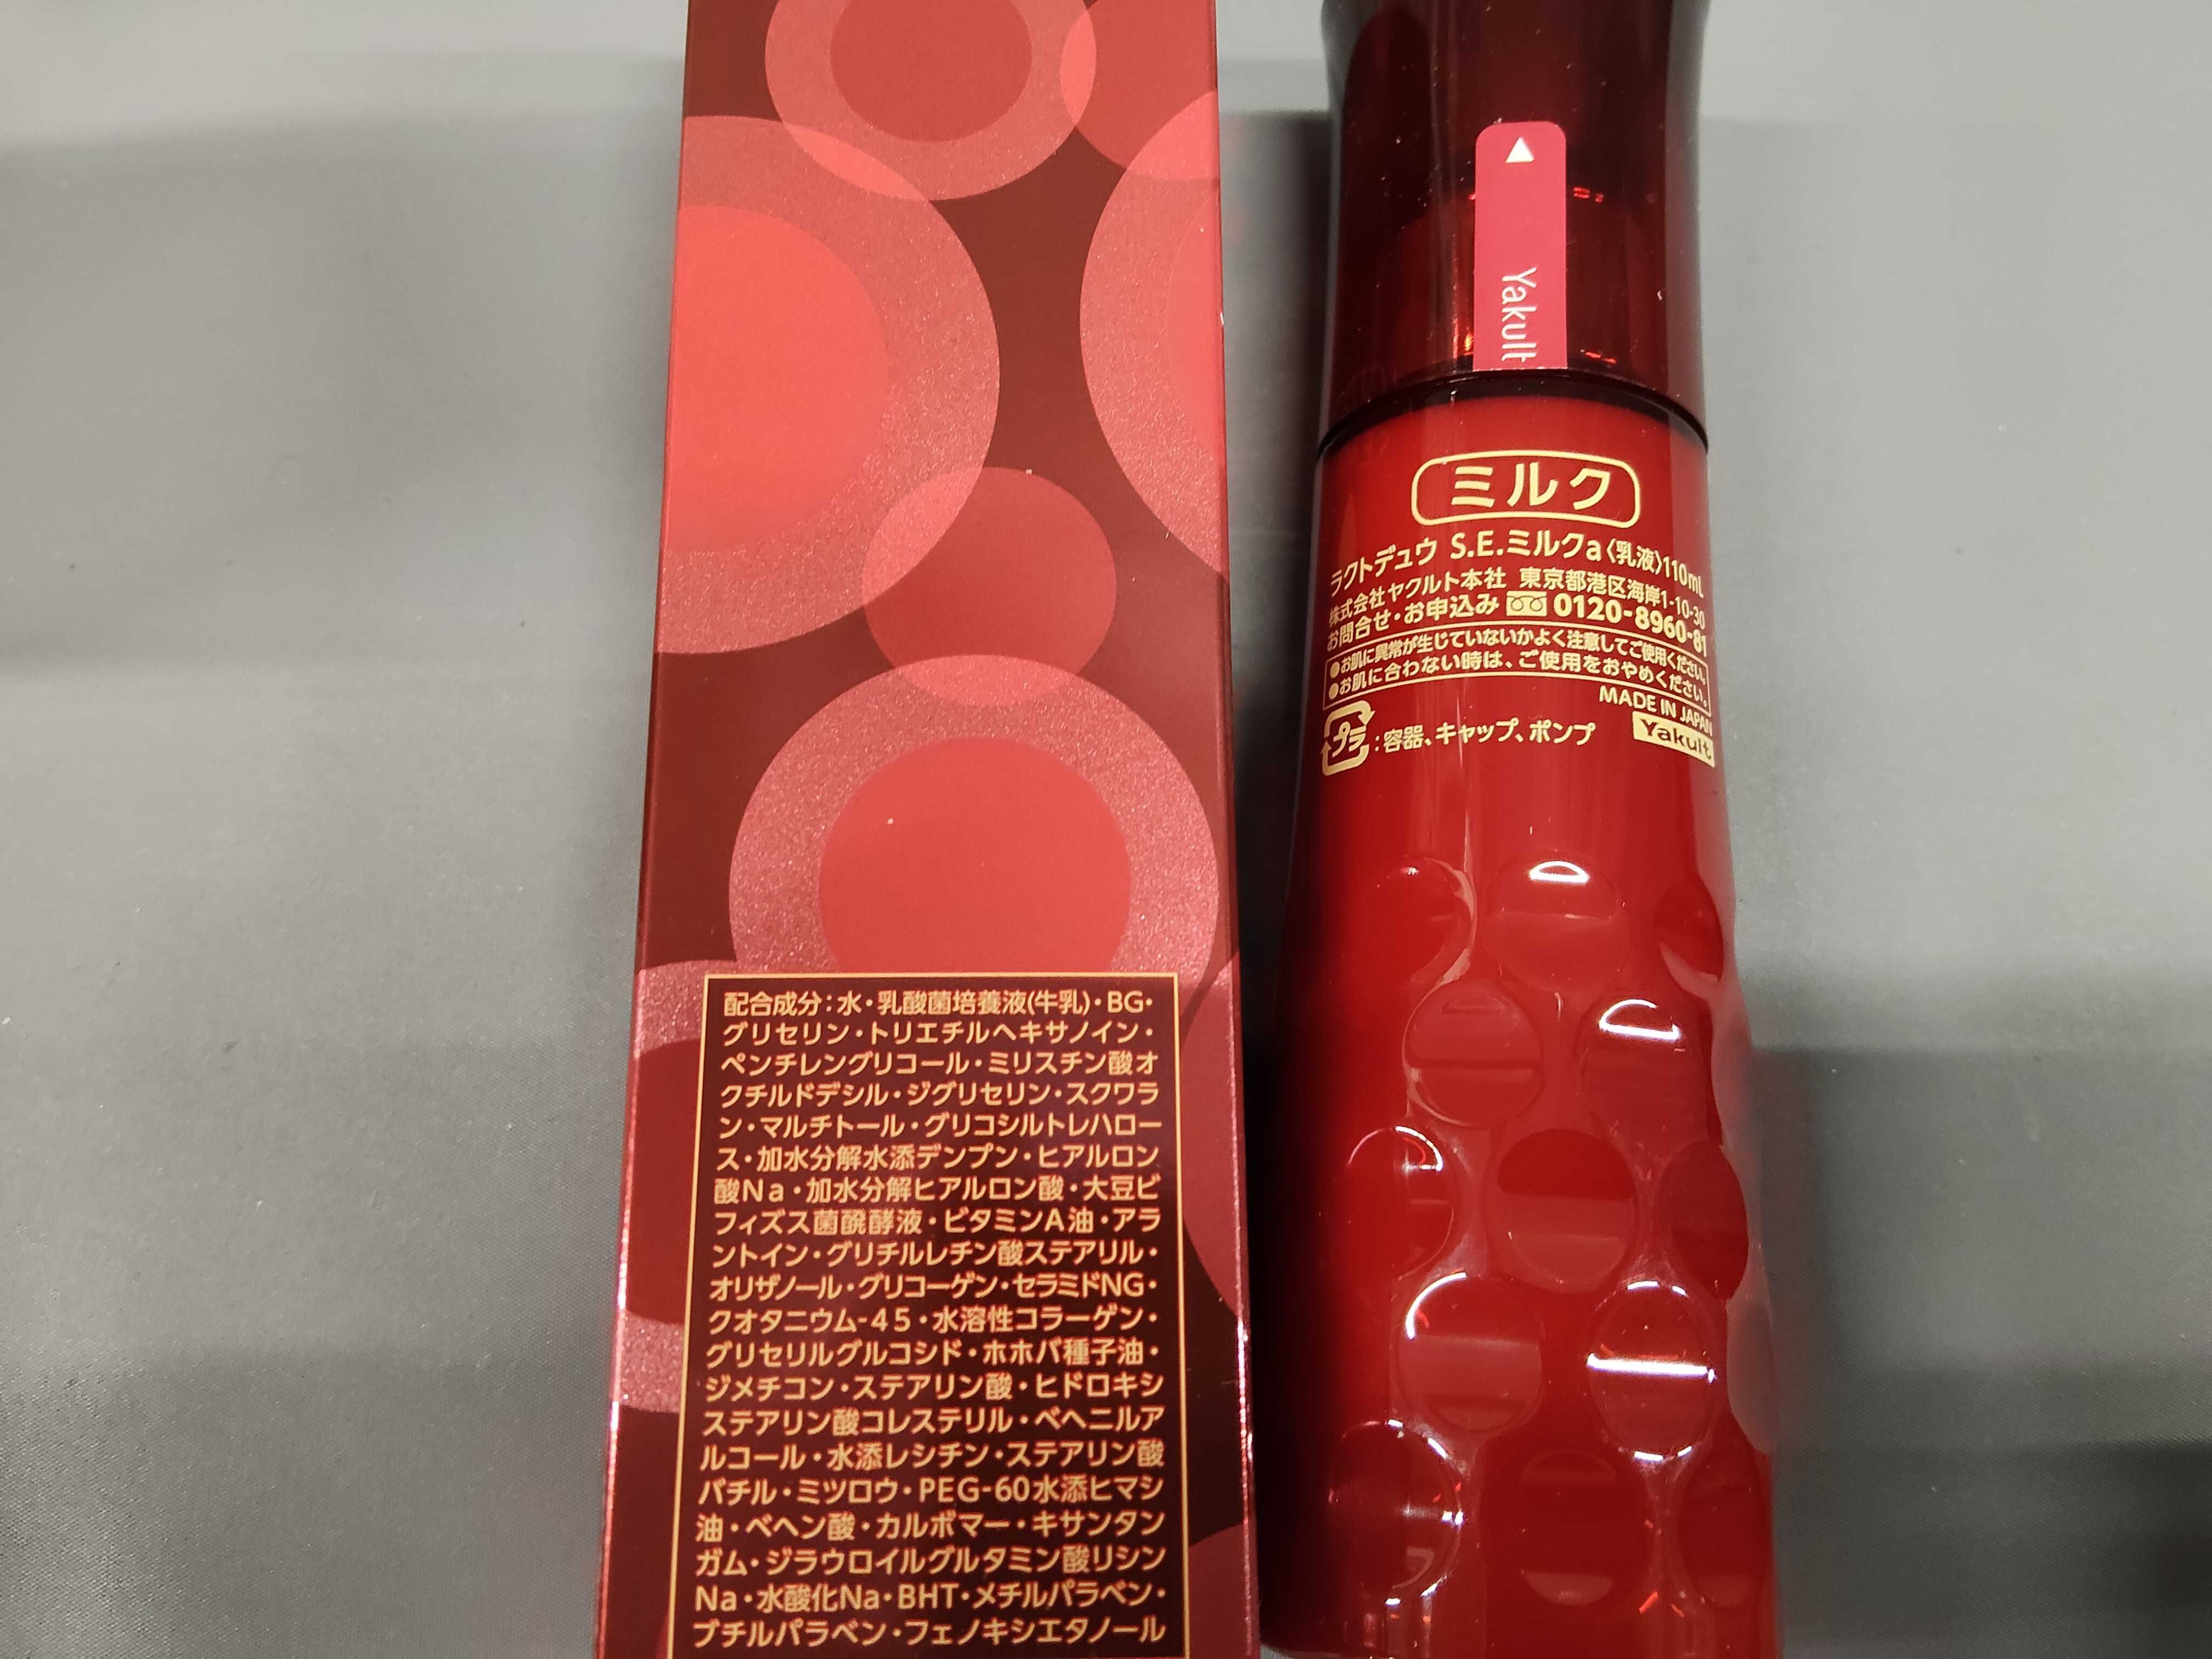 配合成分：水・乳酸菌培養液(牛乳)・BG・
グリセリン・トリエチルヘキサノイン・
ペンチレングリコール・ミリスチン酸オ
クチルドデシル・ジグリセリン・スクワラ
ン・マルチトール・グリコシルトレハロー
ス・加水分解水添デンプン・ヒアルロン
酸Na・加水分解ヒアルロン酸・大豆ビ
フィズス菌醗酵液・ビタミンA油・アラ
ントイン・グリチルレチン酸ステアリル・
オリザノール・グリコーゲン・セラミドNG・
クオタニウム-45・水溶性コラーゲン・
グリセリルグルコシド・ホホバ種子油・
ジメチコン・ステアリン酸・ヒドロキシ
ステアリン酸コレステリル・ベヘニルア
ルコール・水添レシチン・ステアリン酸
バチル・ミツロウ・PEG-60水添ヒマシ
油・ベヘン酸・カルボマー・キサンタン
ガム・ジラウロイルグルタミン酸リシン
Na・水酸化Na・BHT・メチルパラベン・
ブチルパラベン・フェノキシエタノール
Yakult
ミルク
ラクトデュウ S.E.ミルクa〈乳液〉110mL
株式会社ヤクルト本社 東京都港区海岸1-10-30
お問合せ・お申込み 0120-8960-81
●お肌に異常が生じていないかよく注意してご使用ください。
●お肌に合わない時は、ご使用をおやめください。
MADE IN JAPAN
プラ：容器、キャップ、ポンプ
Yakult